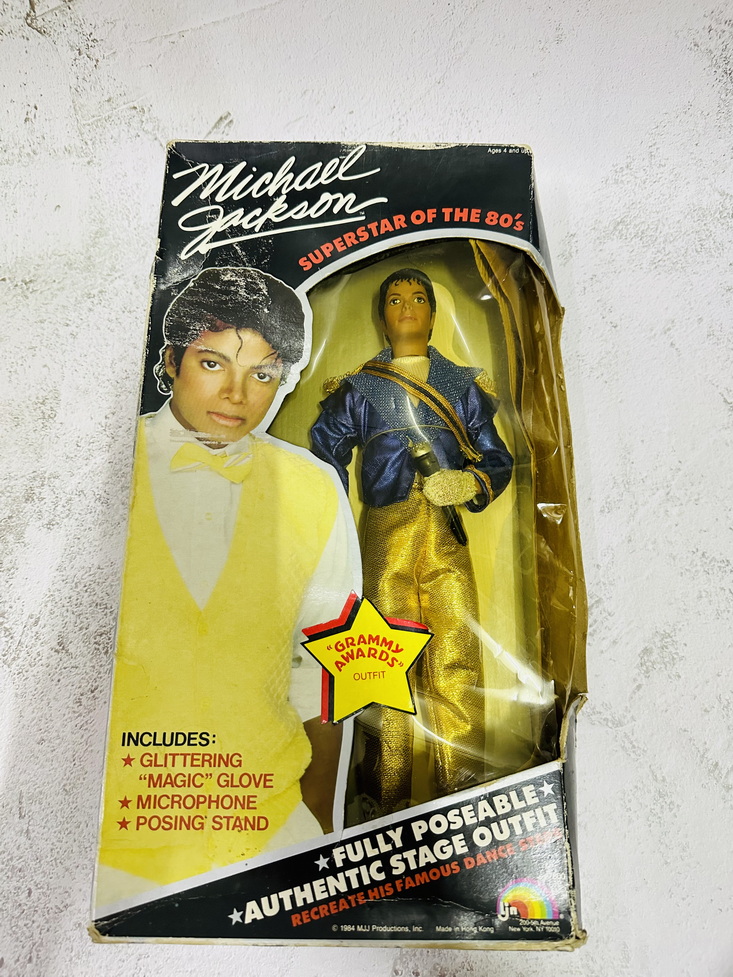 Ages 4 and
Michael
Jackson
SUPERSTAR OF THE 80's
"GRAMMY
AWARDS"
OUTFIT
INCLUDES:
★ GLITTERING
"MAGIC" GLOVE
★ MICROPHONE
★ POSING STAND
★FULLY POSEABLE★
★AUTHENTIC STAGE OUTFIT
RECREATE HIS FAMOUS DANCE
LJN
© 1984 MJJ Productions, Inc. Made in Hong Kong
200-5th Avenue
New York, NY 10010